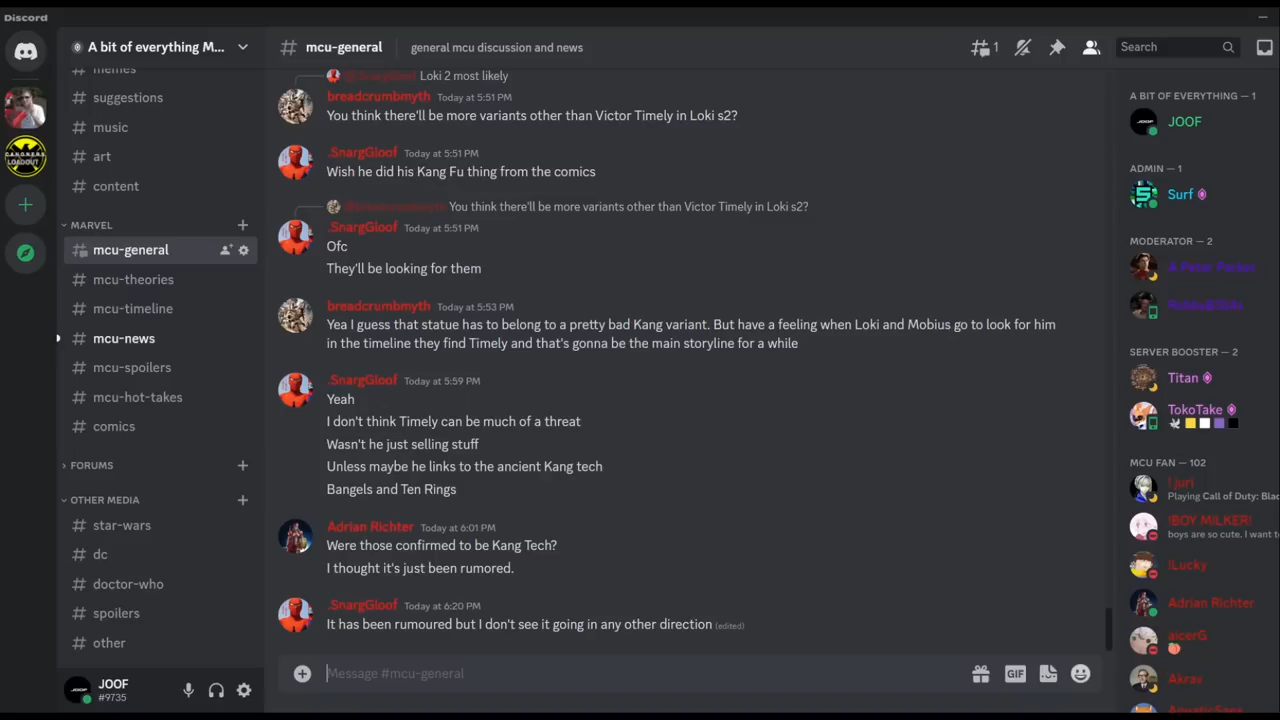 Discord
A bit of everything M...
memes
# suggestions
# music
# art
# content
MARVEL
mcu-general
# mcu-theories
# mcu-timeline
# mcu-news
# mcu-spoilers
# mcu-hot-takes
# comics
FORUMS
OTHER MEDIA
# star-wars
# dc
# doctor-who
# spoilers
# other
JOOF
#9735
# mcu-general
general mcu discussion and news
1
Search
@.SnargGloof Loki 2 most likely
breadcrumbmyth Today at 5:51 PM
You think there'll be more variants other than Victor Timely in Loki s2?
.SnargGloof Today at 5:51 PM
Wish he did his Kang Fu thing from the comics
@breadcrumbmyth You think there'll be more variants other than Victor Timely in Loki s2?
.SnargGloof Today at 5:51 PM
Ofc
They'll be looking for them
breadcrumbmyth Today at 5:53 PM
Yea I guess that statue has to belong to a pretty bad Kang variant. But have a feeling when Loki and Mobius go to look for him
in the timeline they find Timely and that's gonna be the main storyline for a while
.SnargGloof Today at 5:59 PM
Yeah
I don't think Timely can be much of a threat
Wasn't he just selling stuff
Unless maybe he links to the ancient Kang tech
Bangels and Ten Rings
Adrian Richter Today at 6:01 PM
Were those confirmed to be Kang Tech?
I thought it's just been rumored.
.SnargGloof Today at 6:20 PM
It has been rumoured but I don't see it going in any other direction (edited)
Message #mcu-general
GIF
A BIT OF EVERYTHING — 1
JOOF
ADMIN — 1
Surf
MODERATOR — 2
A Peter Parker
SERVER BOOSTER — 2
Titan
TokoTake
MCU FAN — 102
! juri
Playing Call of Duty: Blac
!BOY MILKER!
boys are so cute. I want t
!Lucky
Adrian Richter
aicerG
Akrav